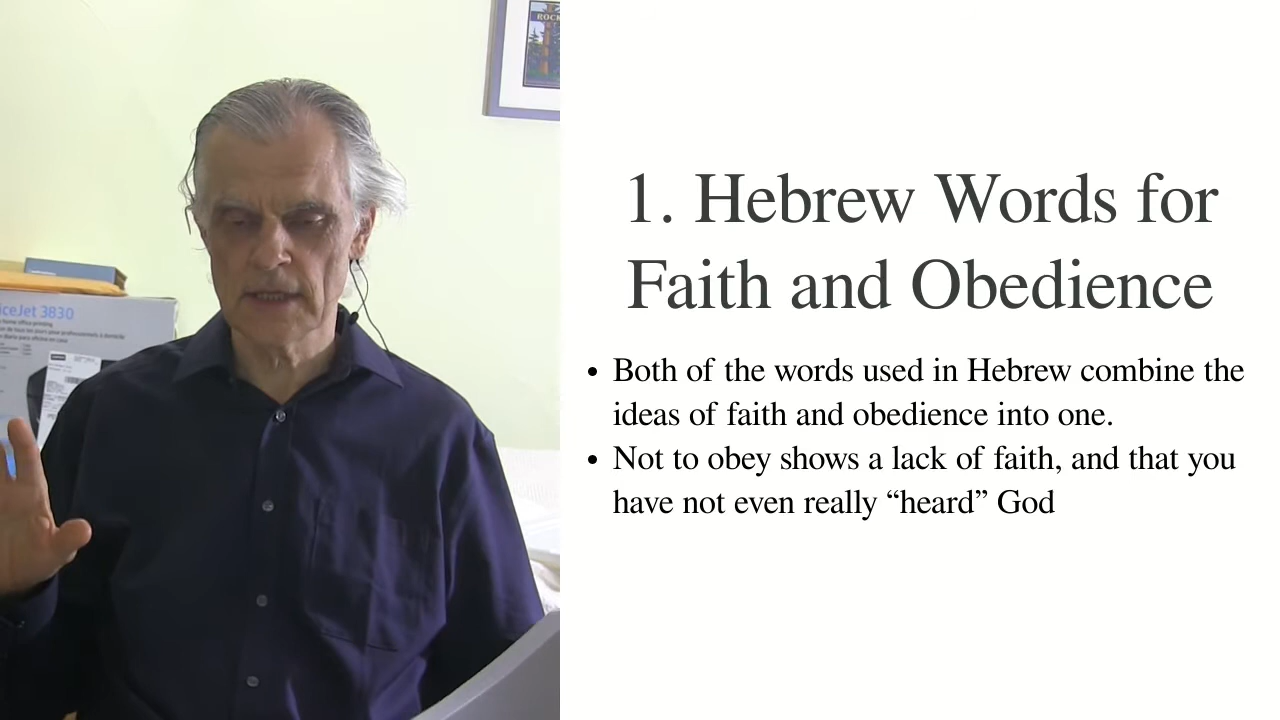 ROCK
iceJet 3830
1. Hebrew Words for
Faith and Obedience
• Both of the words used in Hebrew combine the
ideas of faith and obedience into one.
• Not to obey shows a lack of faith, and that you
have not even really “heard” God